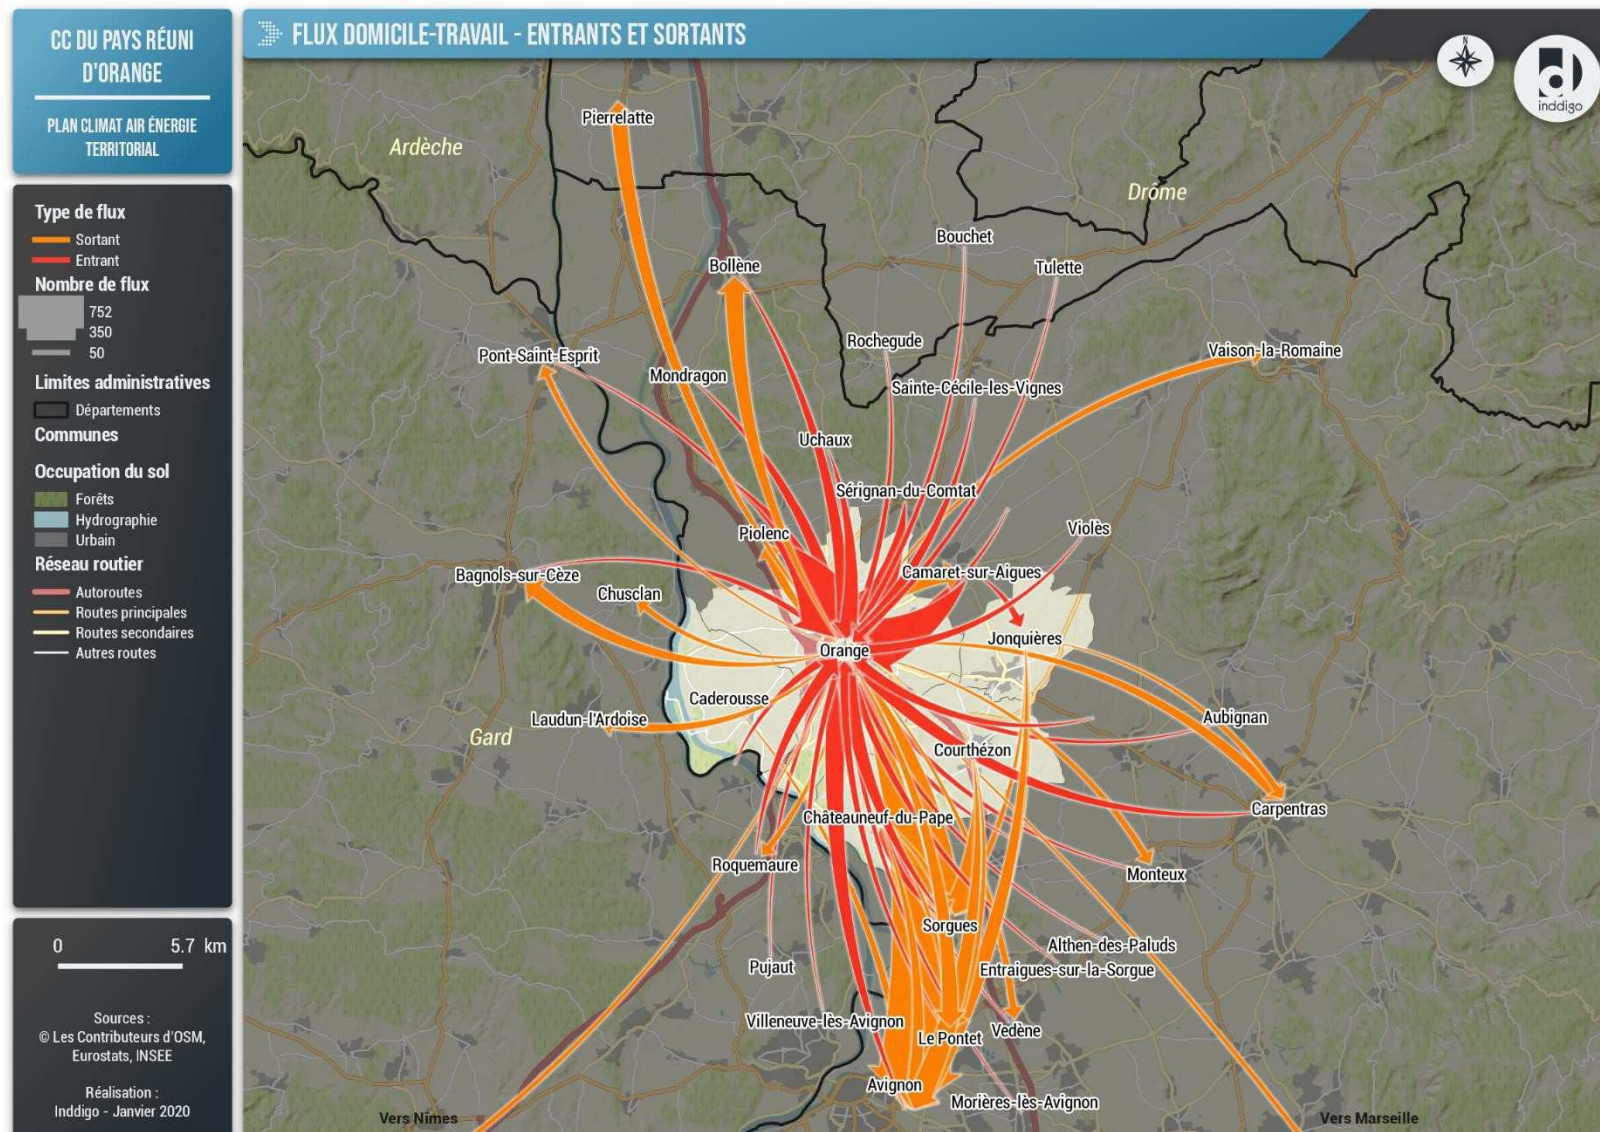 CC DU PAYS RÉUNI
D'ORANGE
PLAN CLIMAT AIR ÉNERGIE
TERRITORIAL
FLUX DOMICILE-TRAVAIL - ENTRANTS ET SORTANTS
N
inddigo
Type de flux
Sortant
Entrant
Nombre de flux
752
350
50
Limites administratives
Départements
Communes
Occupation du sol
Forêts
Hydrographie
Urbain
Réseau routier
Autoroutes
Routes principales
Routes secondaires
Autres routes
0 5.7 km
Sources :
© Les Contributeurs d'OSM,
Eurostats, INSEE
Réalisation :
Inddigo - Janvier 2020
Pierrelatte
Ardèche
Drôme
Bouchet
Bollène
Tulette
Rochegude
Vaison-la-Romaine
Pont-Saint-Esprit
Mondragon
Sainte-Cécile-les-Vignes
Uchaux
Sérignan-du-Comtat
Violès
Piolenc
Camaret-sur-Aigues
Bagnols-sur-Cèze
Chusclan
Jonquières
Orange
Caderousse
Laudun-l'Ardoise
Aubignan
Gard
Courthézon
Carpentras
Châteauneuf-du-Pape
Roquemaure
Monteux
Sorgues
Althen-des-Paluds
Pujaut
Entraigues-sur-la-Sorgue
Villeneuve-lès-Avignon
Vedène
Le Pontet
Avignon
Morières-lès-Avignon
Vers Nîmes
Vers Marseille